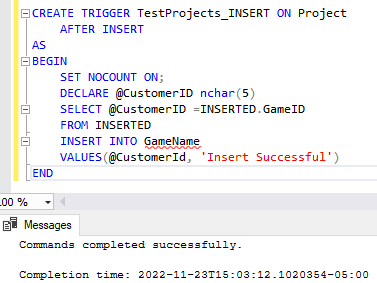 CREATE TRIGGER TestProjects_INSERT ON Project
AFTER INSERT
AS
BEGIN
SET NOCOUNT ON;
DECLARE @CustomerID nchar(5)
SELECT @CustomerID =INSERTED.GameID
FROM INSERTED
INSERT INTO GameName
VALUES(@CustomerId, 'Insert Successful')
END
.00 %
Messages
Commands completed successfully.
Completion time: 2022-11-23T15:03:12.1020354-05:00